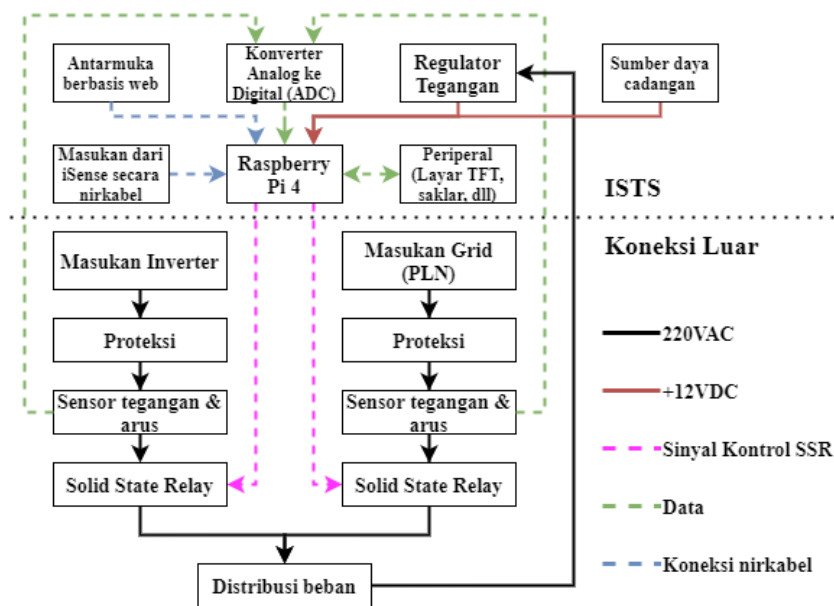 Antarmuka
berbasis web
Konverter
Analog ke
Digital (ADC)
Regulator
Tegangan
Sumber daya
cadangan
Masukan dari
iSense secara
nirkabel
Raspberry
Pi 4
Periperal
(Layar TFT,
saklar, dll)
ISTS
Koneksi Luar
Masukan Inverter
Masukan Grid
(PLN)
Proteksi
Proteksi
Sensor tegangan &
arus
Sensor tegangan &
arus
Solid State Relay
Solid State Relay
Distribusi beban
220VAC
+12VDC
Sinyal Kontrol SSR
Data
Koneksi nirkabel